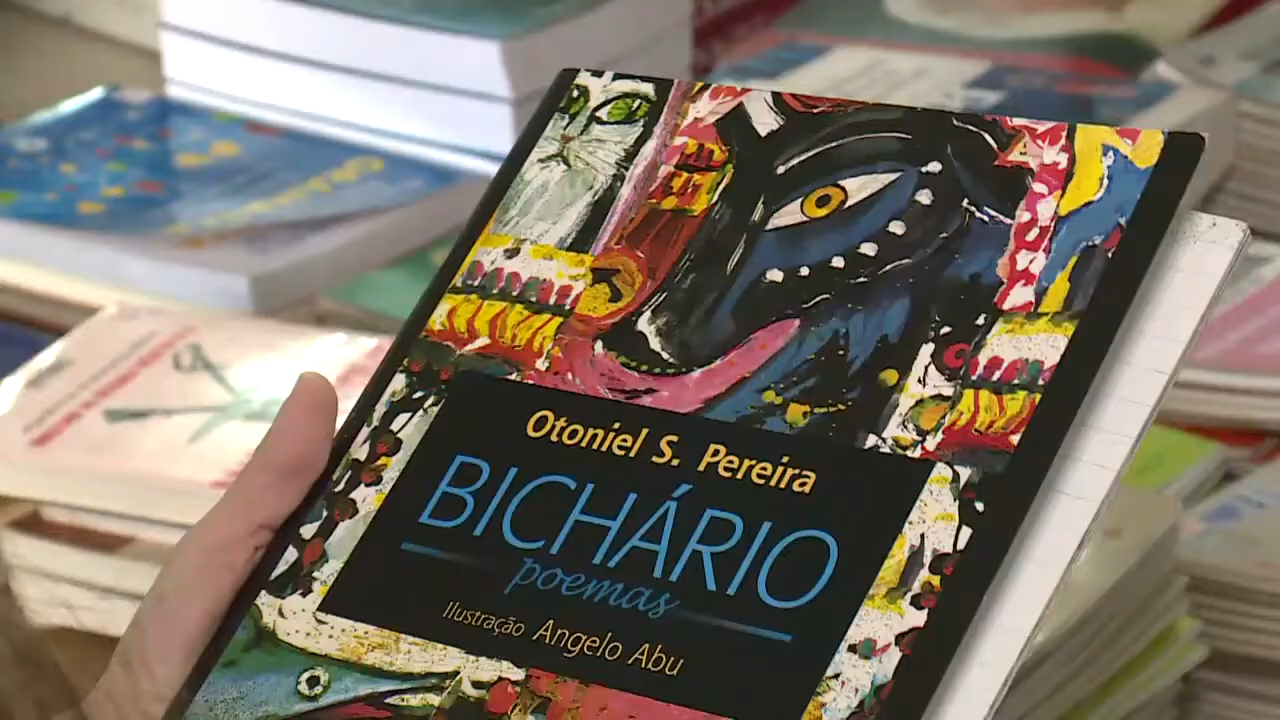 Otoniel S. Pereira
BICHÁRIO
poemas
Ilustração Angelo Abu